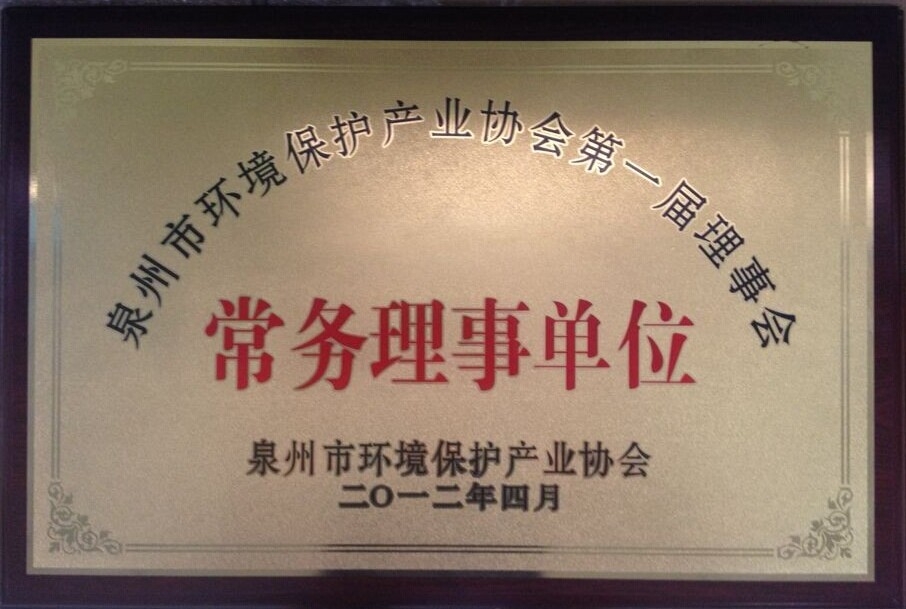 泉州市环境保护产业协会第一届理事会
常务理事单位
泉州市环境保护产业协会
二〇一二年四月